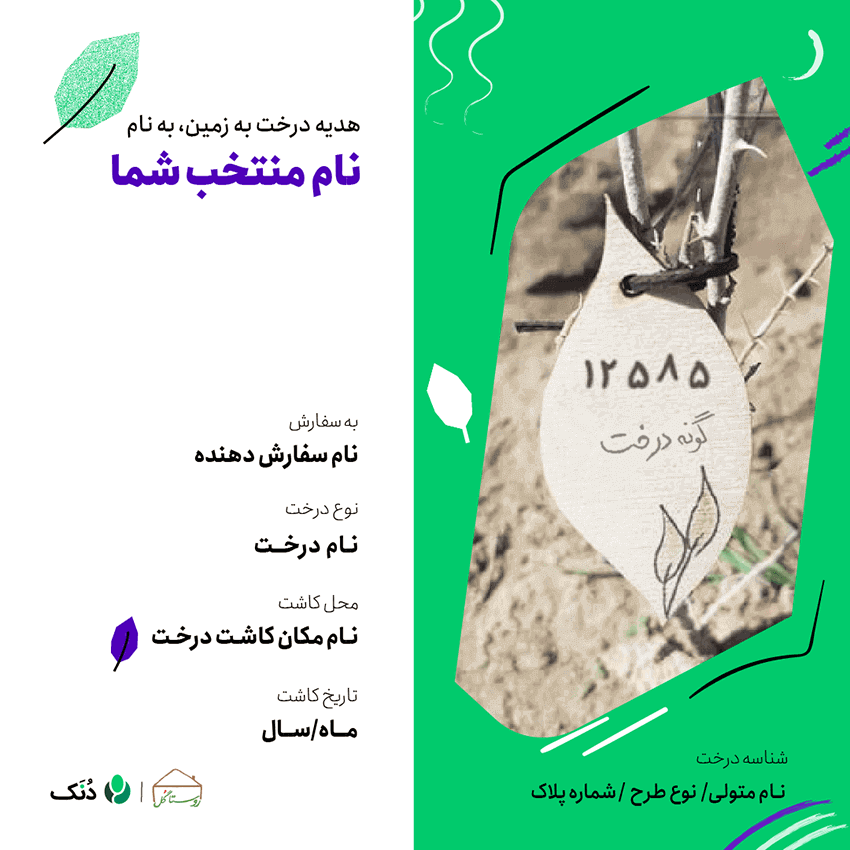 هدیه درخت به زمین، به نام
نام منتخب شما
به سفارش
نام سفارش دهنده
نوع درخت
نام درخت
محل کاشت
نام مکان کاشت درخت
تاریخ کاشت
ماه/سال
روستا گل | دُنَک
۱۲۵۸۵
گونه درخت
شناسه درخت
نام متولی/ نوع طرح /شماره پلاک